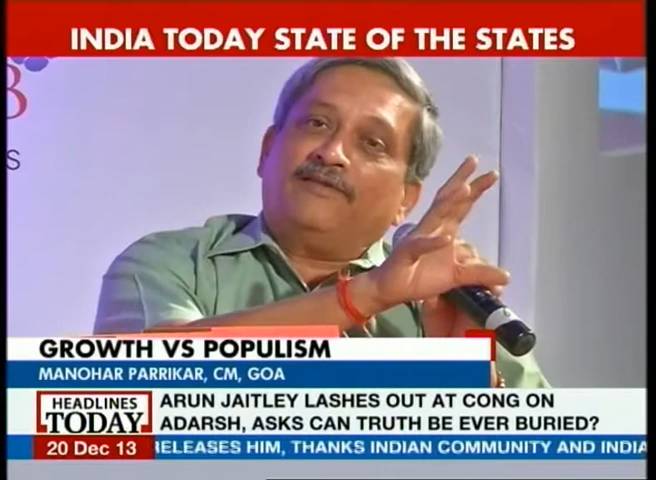 INDIA TODAY STATE OF THE STATES
3
S
GROWTH VS POPULISM
MANOHAR PARRIKAR, CM, GOA
HEADLINES
TODAY
ARUN JAITLEY LASHES OUT AT CONG ON
ADARSH, ASKS CAN TRUTH BE EVER BURIED?
20 Dec 13
RELEASES HIM, THANKS INDIAN COMMUNITY AND INDIA